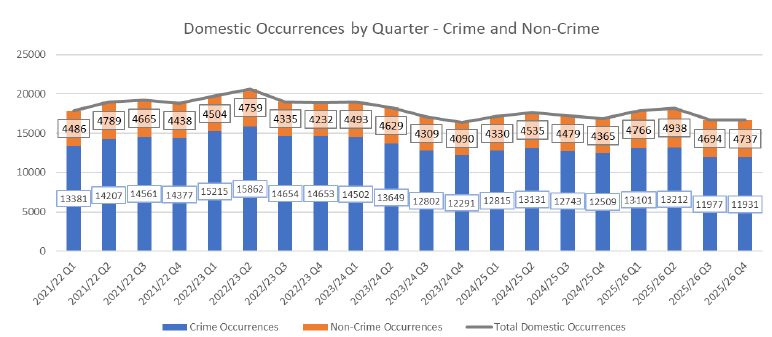 Domestic Occurrences by Quarter - Crime and Non-Crime
25000
20000
15000
10000
5000
0
4486 4789 4665 4438 4504 4759 4335 4232 4493 4629 4309 4090 4330 4535 4479 4365 4766 4938 4694 4737
13381 14207 14561 14377 15215 15862 14654 14653 14502 13649 12802 12291 12815 13131 12743 12509 13101 13212 11977 11931
2021/22 Q1 2021/22 Q2 2021/22 Q3 2021/22 Q4 2022/23 Q1 2022/23 Q2 2022/23 Q3 2022/23 Q4 2023/24 Q1 2023/24 Q2 2023/24 Q3 2023/24 Q4 2024/25 Q1 2024/25 Q2 2024/25 Q3 2024/25 Q4 2025/26 Q1 2025/26 Q2 2025/26 Q3 2025/26 Q4
Crime Occurrences Non-Crime Occurrences Total Domestic Occurrences